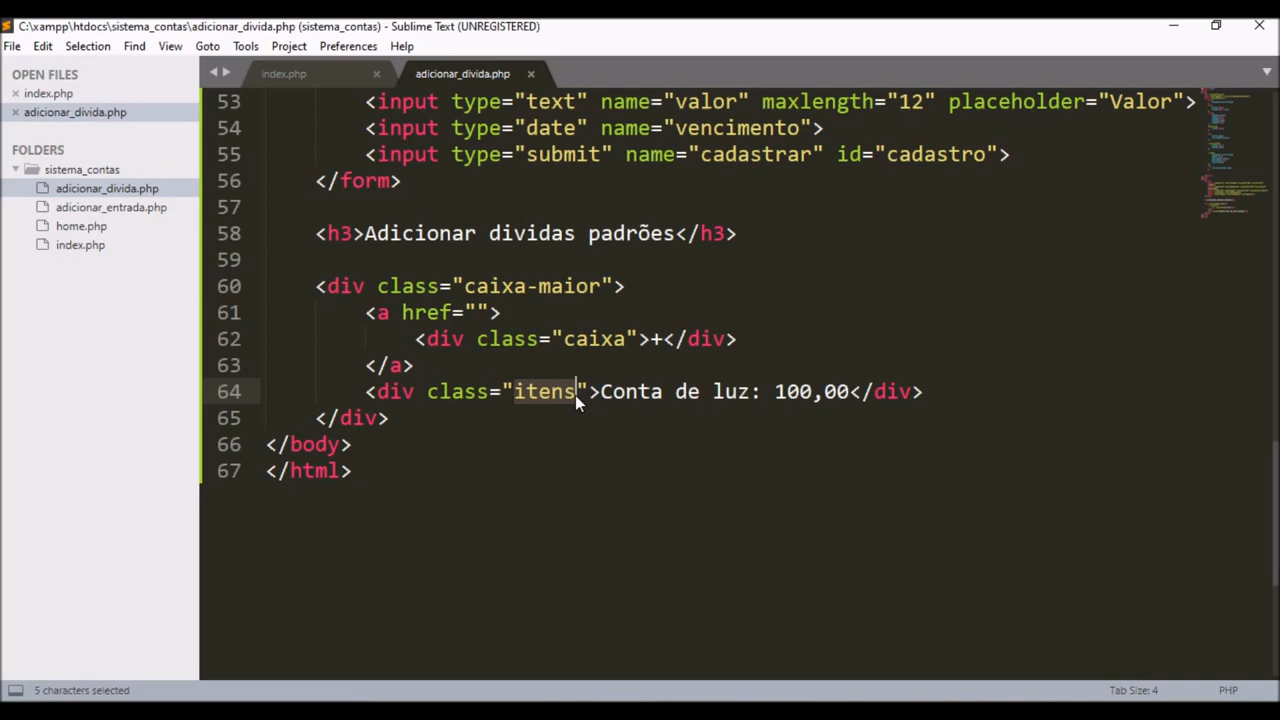 C:\xampp\htdocs\sistema_contas\adicionar_divida.php (sistema_contas) - Sublime Text (UNREGISTERED)
File Edit Selection View Goto Tools Project Preferences Help
OPEN FILES
index.php
adicionar_divida.php
FOLDERS
sistema_contas
adicionar_divida.php
adicionar_entrada.php
home.php
index.php
index.php adicionar_divida.php
53 <input type="text" name="valor" maxlength="12" placeholder="Valor">
54 <input type="date" name="vencimento">
55 <input type="submit" name="cadastrar" id="cadastro">
56 </form>
57
58 <h3>Adicionar dividas padrões</h3>
59
60 <div class="caixa-maior">
61 <a href="">
62 <div class="caixa">+</div>
63 </a>
64 <div class="itens">Conta de luz: 100,00</div>
65 </div>
66 </body>
67 </html>
5 characters selected Tab Size: 4 PHP